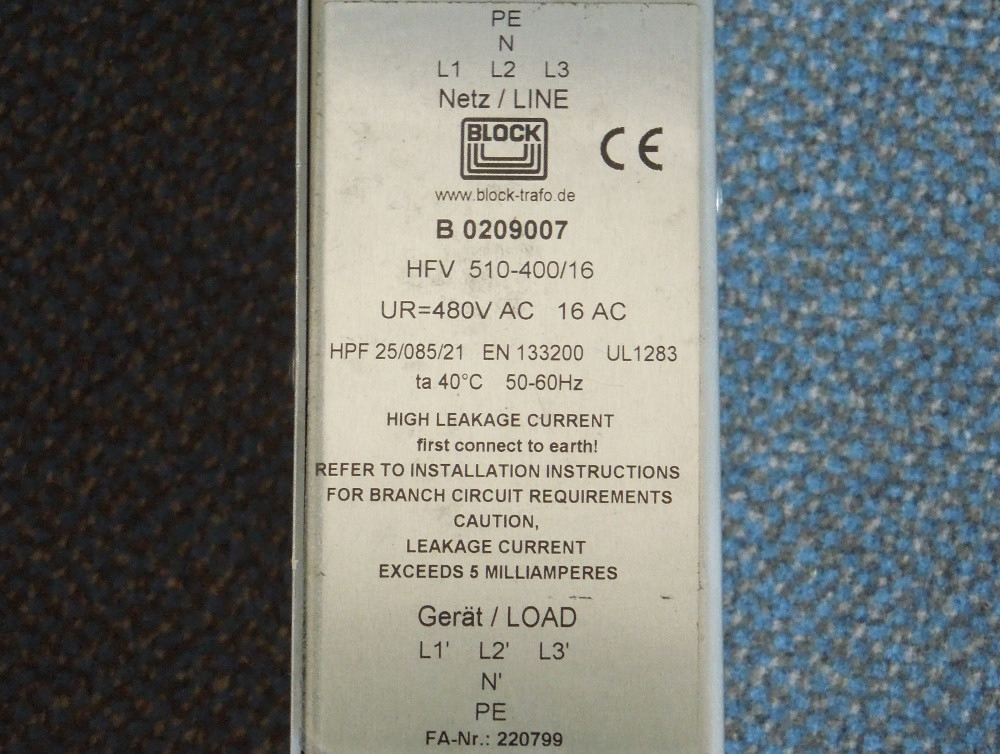 PE
N
L1 L2 L3
Netz / LINE
BLOCK
CE
www.block-trafo.de
B 0209007
HFV 510-400/16
UR=480V AC 16 AC
HPF 25/085/21 EN 133200 UL1283
ta 40°C 50-60Hz
HIGH LEAKAGE CURRENT
first connect to earth!
REFER TO INSTALLATION INSTRUCTIONS
FOR BRANCH CIRCUIT REQUIREMENTS
CAUTION,
LEAKAGE CURRENT
EXCEEDS 5 MILLIAMPERES
Gerät / LOAD
L1' L2' L3'
N'
PE
FA-Nr.: 220799